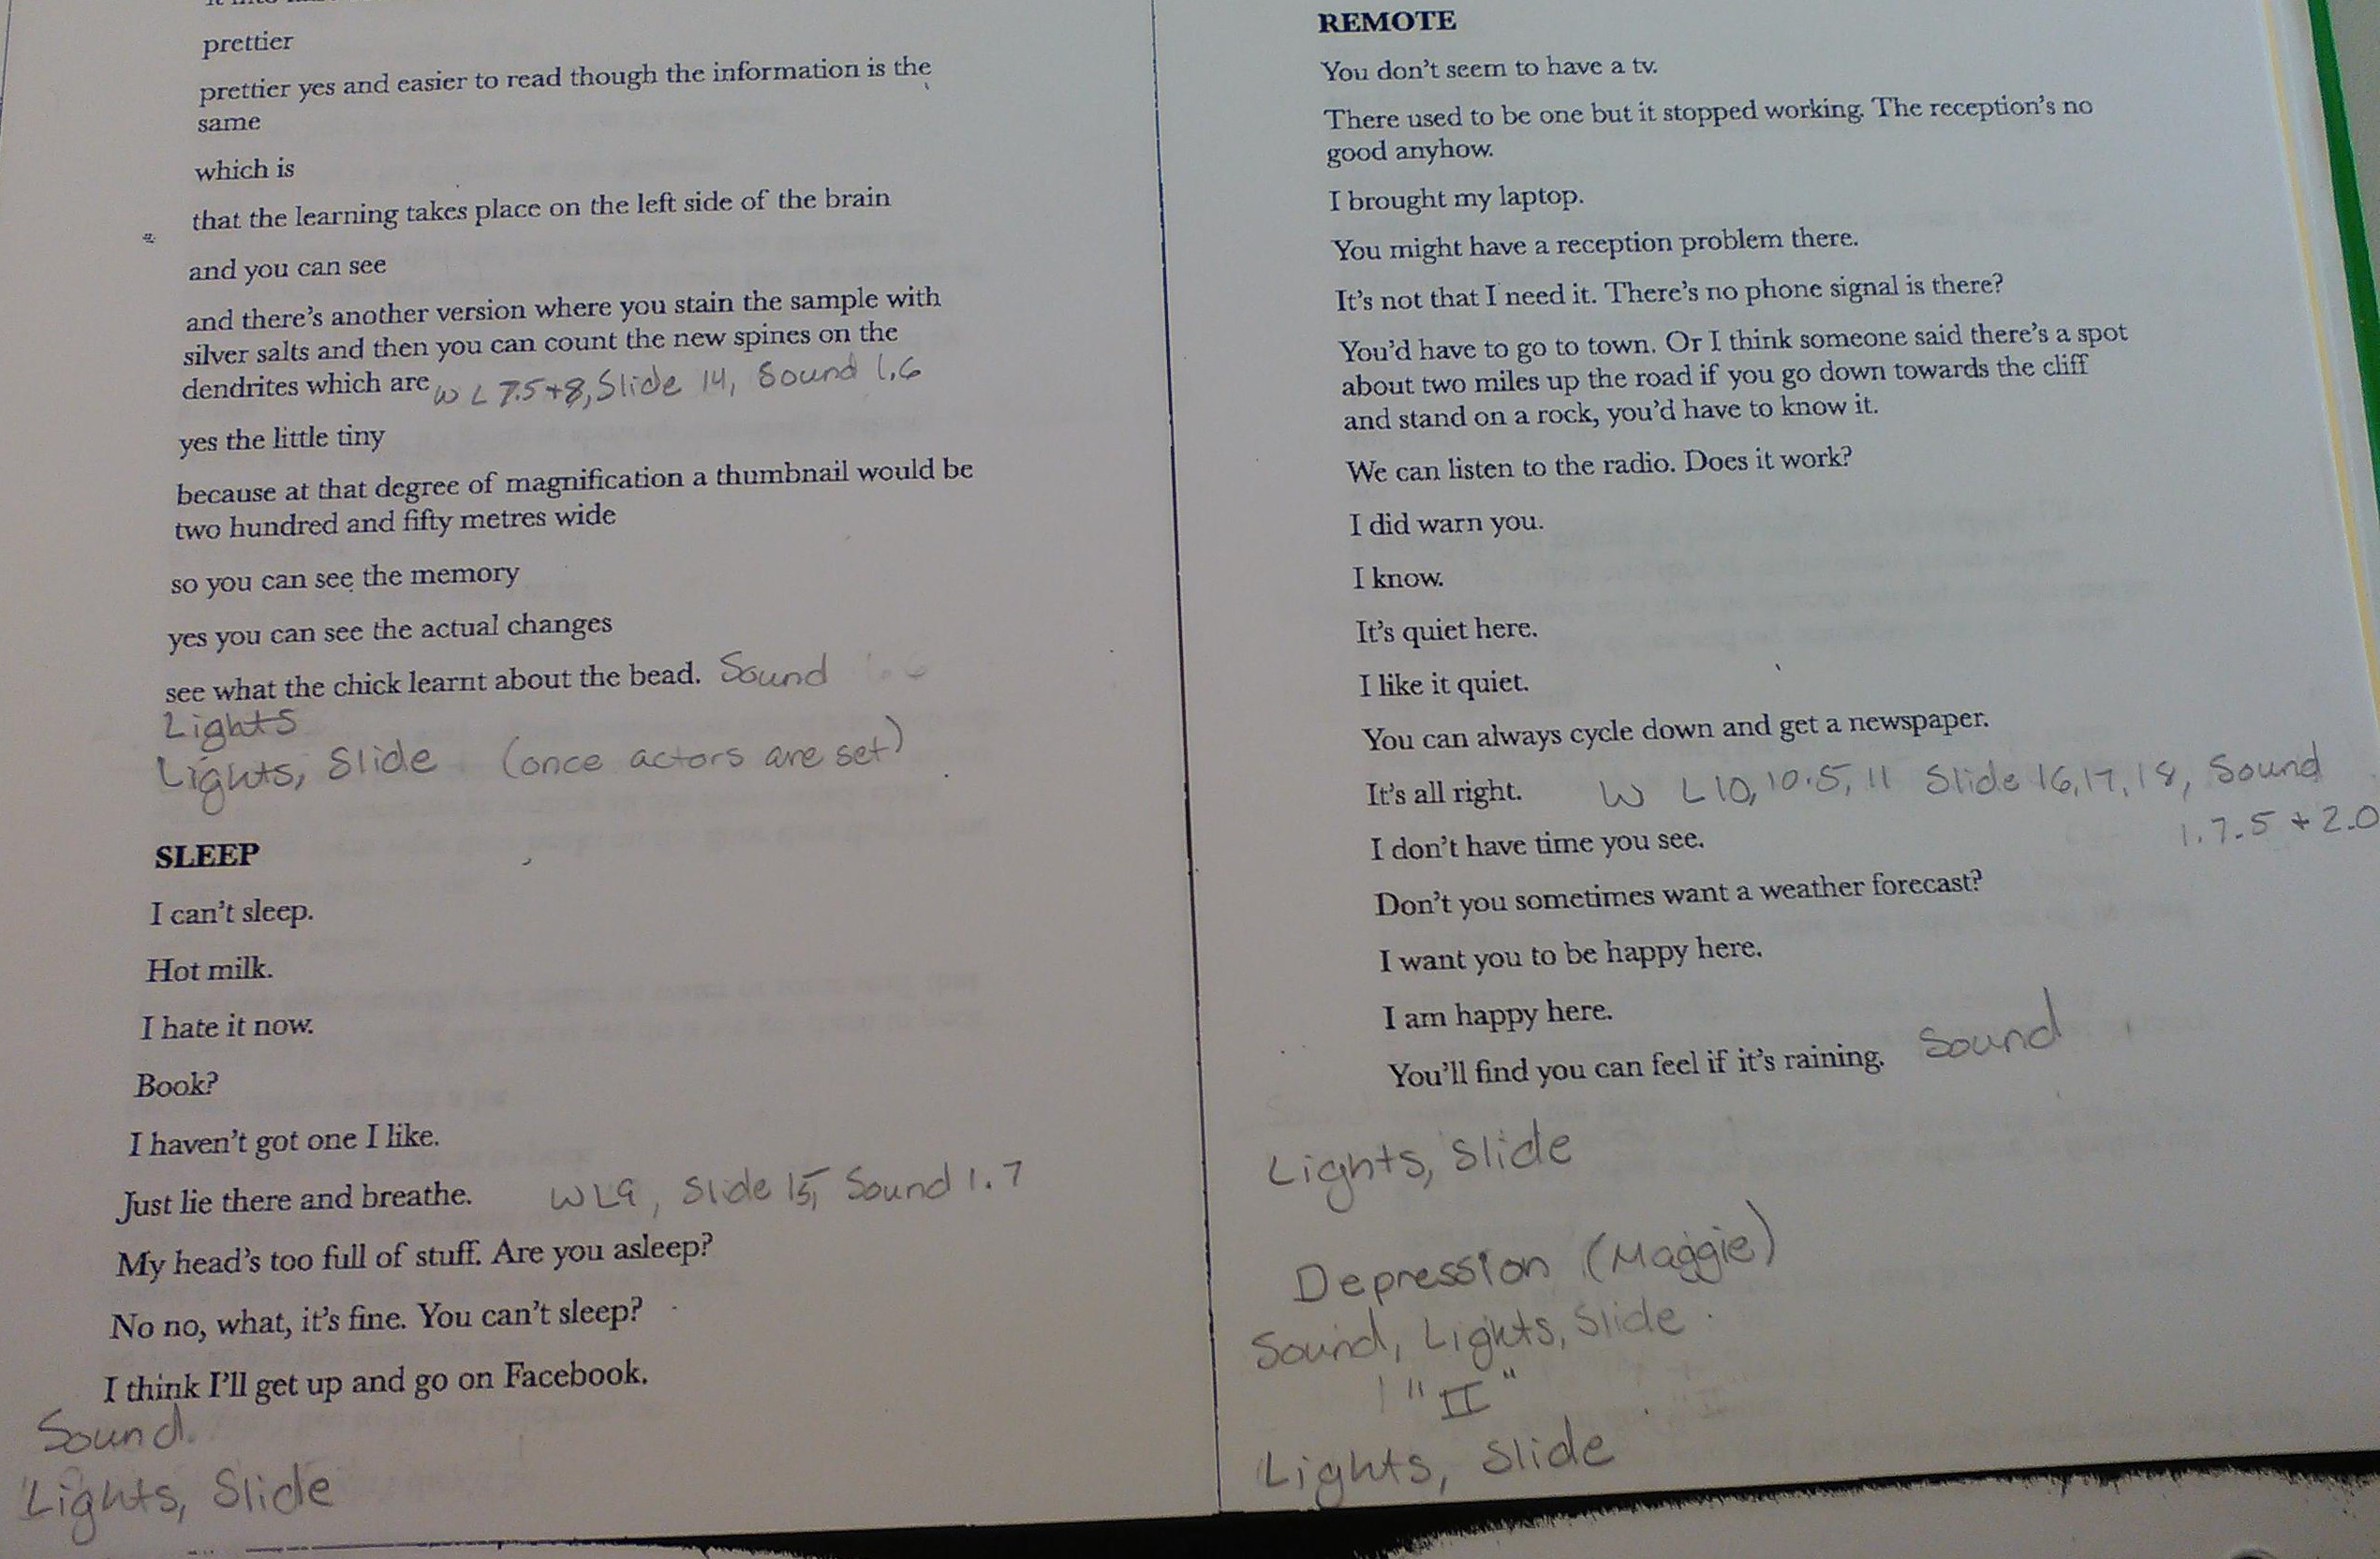 prettier
prettier yes and easier to read though the information is the
same
which is
that the learning takes place on the left side of the brain
and you can see
and there's another version where you stain the sample with
silver salts and then you can count the new spines on the
dendrites which are W L 7.5+8, Slide 14, Sound 1.6
yes the little tiny
because at that degree of magnification a thumbnail would be
two hundred and fifty metres wide
so you can see the memory
yes you can see the actual changes
see what the chick learnt about the bead. Sound 1.6
Lights
Lights, Slide (once actors are set)
SLEEP
I can't sleep.
Hot milk.
I hate it now.
Book?
I haven't got one I like.
Just lie there and breathe. W L9, Slide 15, Sound 1.7
My head's too full of stuff. Are you asleep?
No no, what, it's fine. You can't sleep?
I think I'll get up and go on Facebook.
Sound.
Lights, Slide
REMOTE
You don't seem to have a tv.
There used to be one but it stopped working. The reception's no
good anyhow.
I brought my laptop.
You might have a reception problem there.
It's not that I need it. There's no phone signal is there?
You'd have to go to town. Or I think someone said there's a spot
about two miles up the road if you go down towards the cliff
and stand on a rock, you'd have to know it.
We can listen to the radio. Does it work?
I did warn you.
I know.
It's quiet here.
I like it quiet.
You can always cycle down and get a newspaper.
It's all right. W L10, 10.5, 11 Slide 16, 17, 18, Sound
1.7.5 + 2.0
I don't have time you see.
Don't you sometimes want a weather forecast?
I want you to be happy here.
I am happy here.
You'll find you can feel if it's raining. Sound
Lights, Slide
Depression (Maggie)
Sound, Lights, Slide
"II"
Lights, Slide